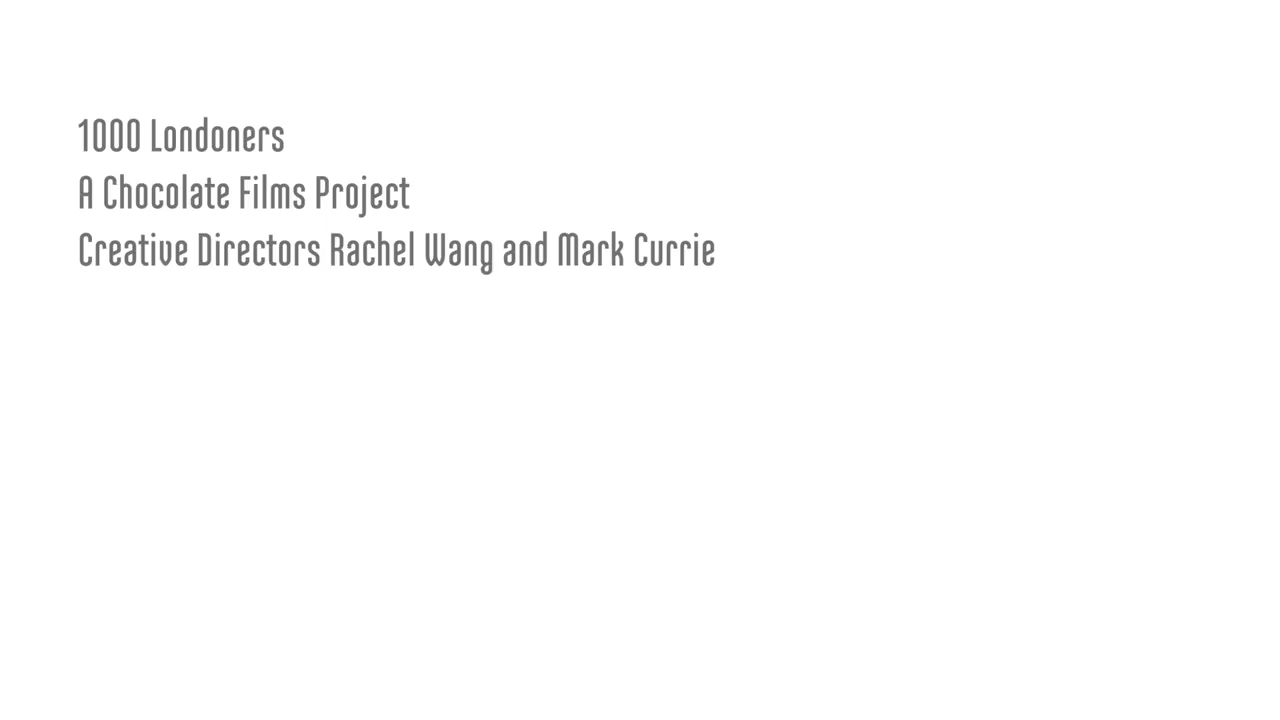 1000 Londoners
A Chocolate Films Project
Creative Directors Rachel Wang and Mark Currie